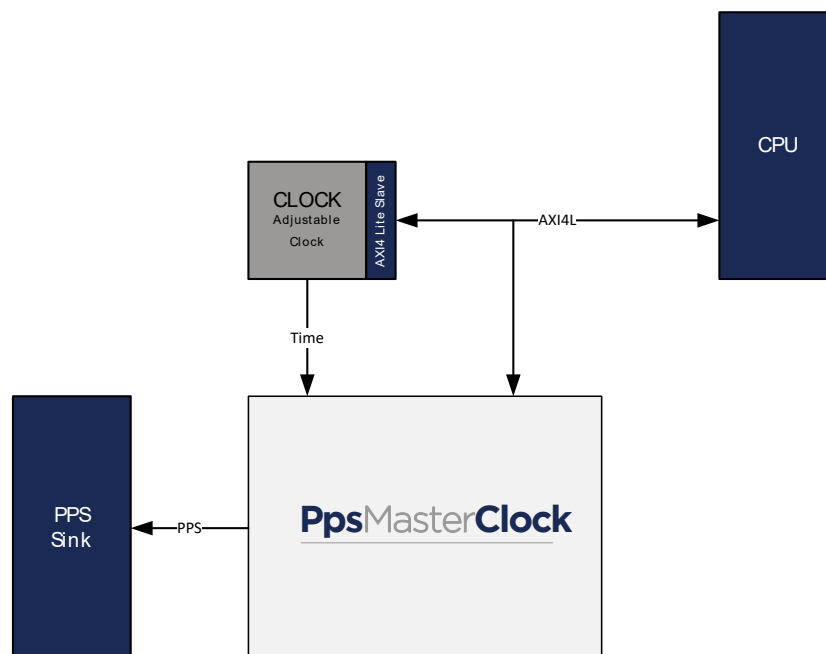 CPU
CLOCK
Adjustable
Clock
AXI4 Lite Slave
AXI4L
Time
PpsMasterClock
PPS
Sink
PPS